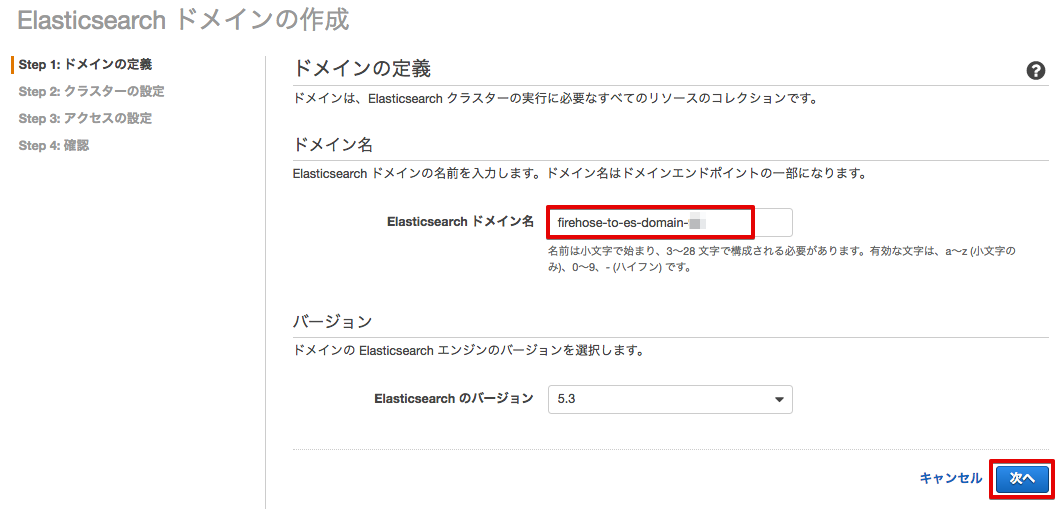 Elasticsearch ドメインの作成
Step 1: ドメインの定義
Step 2: クラスターの設定
Step 3: アクセスの設定
Step 4: 確認
ドメインの定義
?
ドメインは、Elasticsearch クラスターの実行に必要なすべてのリソースのコレクションです。
ドメイン名
Elasticsearch ドメインの名前を入力します。ドメイン名はドメインエンドポイントの一部になります。
Elasticsearch ドメイン名
firehose-to-es-domain-
名前は小文字で始まり、3〜28 文字で構成される必要があります。有効な文字は、a〜z (小文字の
み)、0〜9、- (ハイフン) です。
バージョン
ドメインの Elasticsearch エンジンのバージョンを選択します。
Elasticsearch のバージョン
5.3
キャンセル
次へ